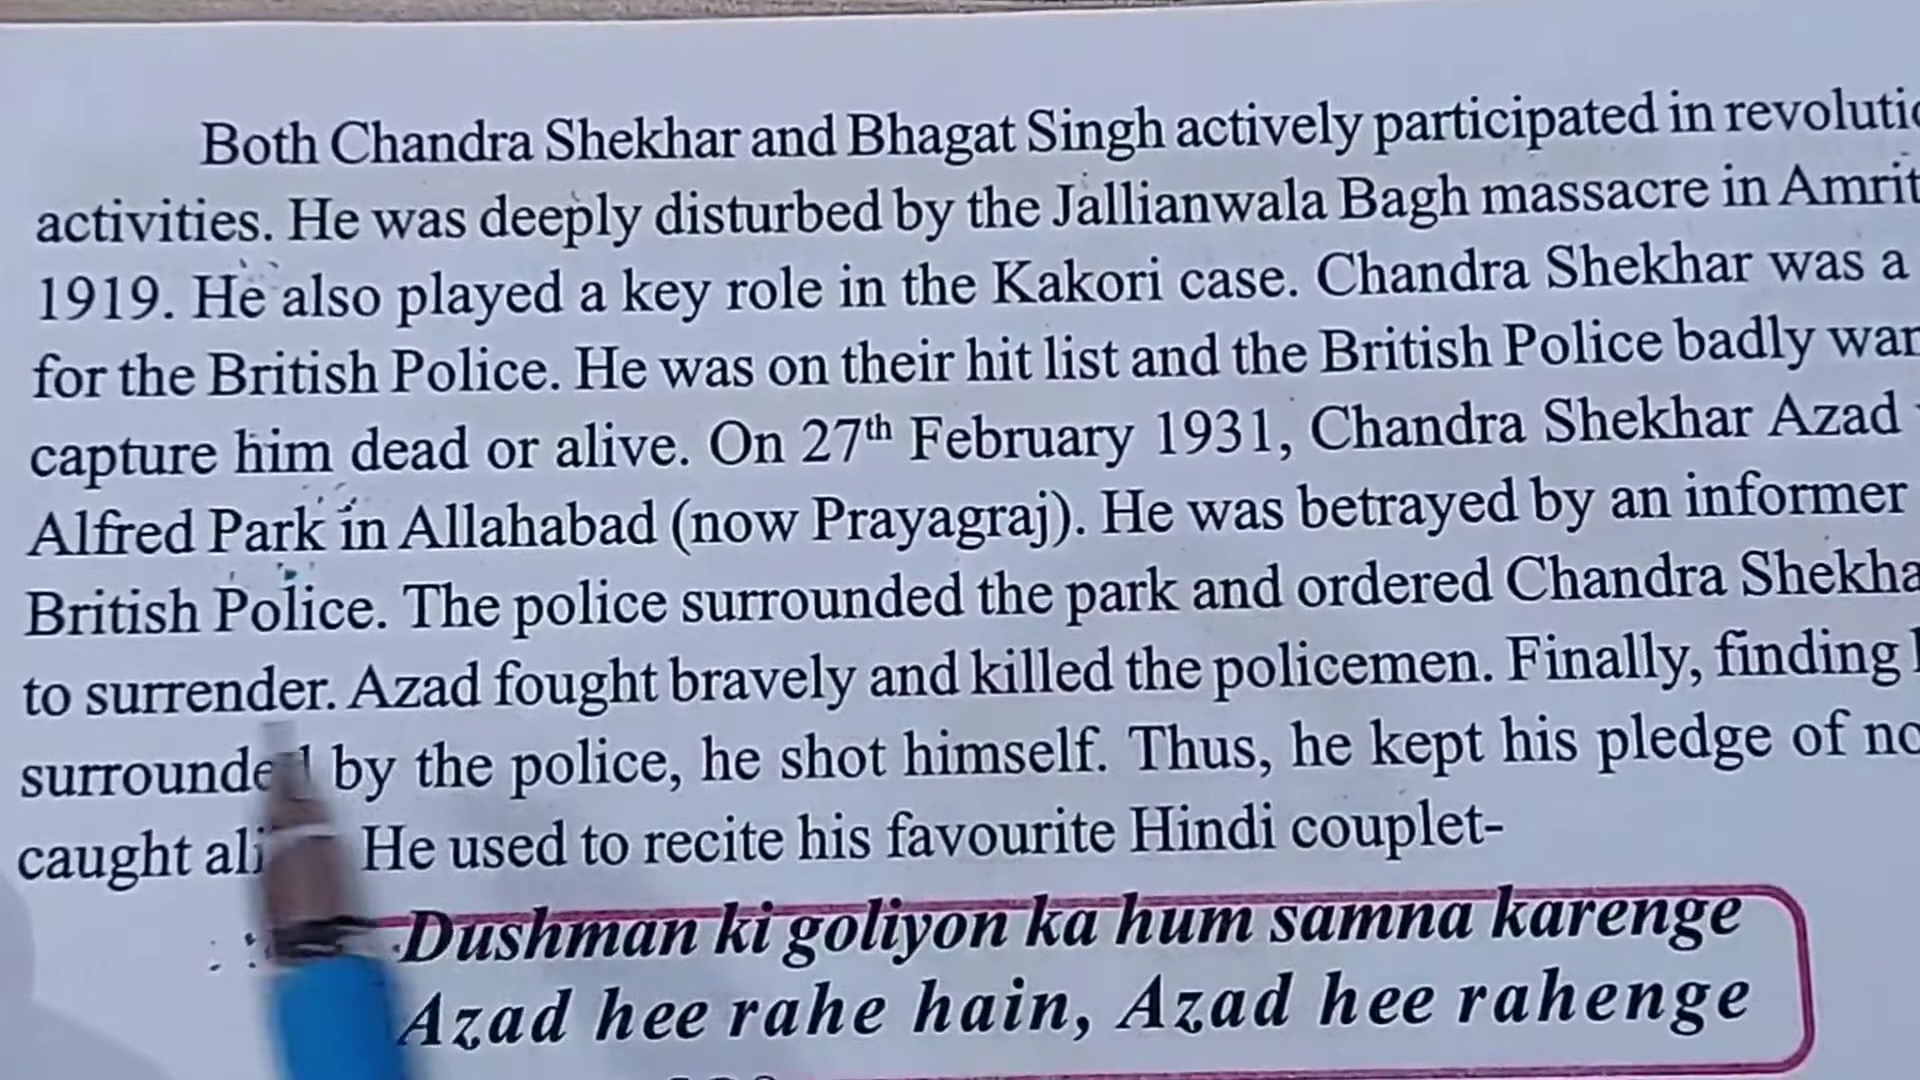 Both Chandra Shekhar and Bhagat Singh actively participated in
activities. He was deeply disturbed by the Jallianwala Bagh massacre in
1919. He also played a key role in the Kakori case. Chandra Shekhar was a
for the British Police. He was on their hit list and the British Police badly
capture him dead or alive. On 27th February 1931, Chandra Shekhar Azad
Alfred Park in Allahabad (now Prayagraj). He was betrayed by an informer
British Police. The police surrounded the park and ordered Chandra
to surrender. Azad fought bravely and killed the policemen. Finally, finding
surrounded by the police, he shot himself. Thus, he kept his pledge of
caught He used to recite his favourite Hindi couplet-
Dushman ki goliyon ka hum samna karenge
Azad hee rahe hain, Azad hee rahenge